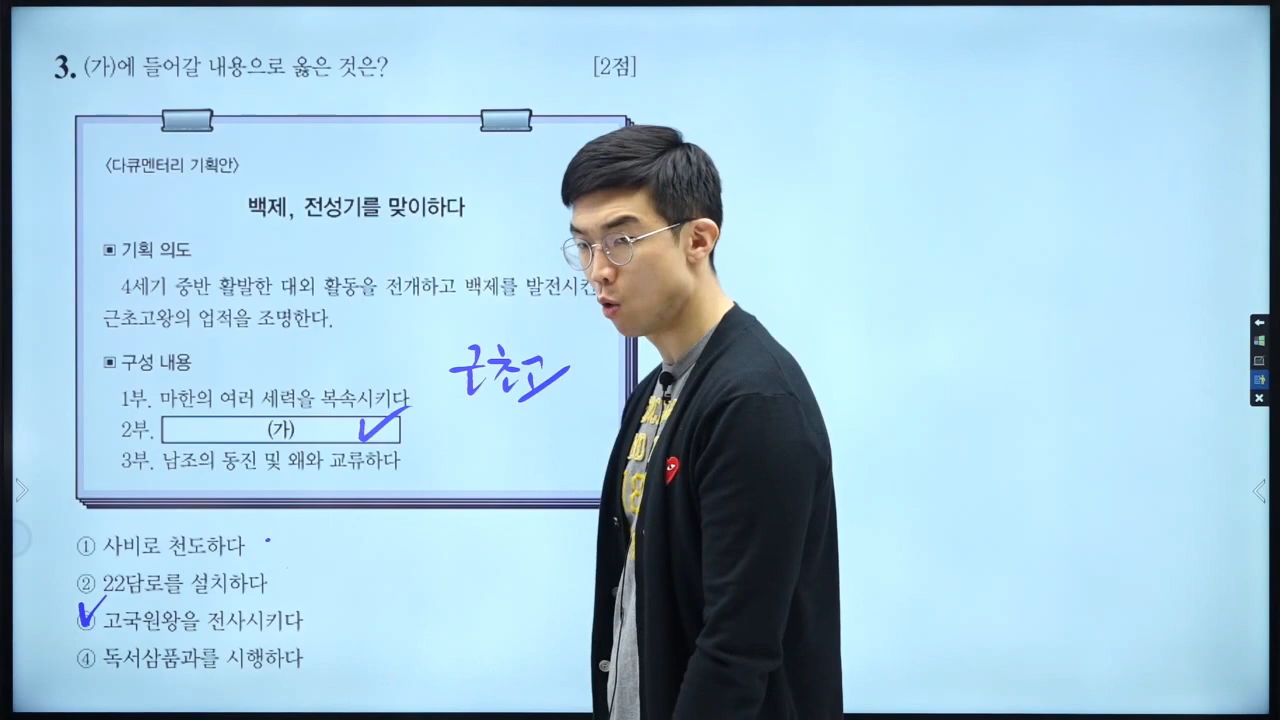 3. (가)에 들어갈 내용으로 옳은 것은? [2점]
〈다큐멘터리 기획안〉
백제, 전성기를 맞이하다
▣ 기획 의도
4세기 중반 활발한 대외 활동을 전개하고 백제를 발전시킨
근초고왕의 업적을 조명한다.
▣ 구성 내용
근초고
1부. 마한의 여러 세력을 복속시키다
2부. (가)
3부. 남조의 동진 및 왜와 교류하다
① 사비로 천도하다
② 22담로를 설치하다
③ 고국원왕을 전사시키다
④ 독서삼품과를 시행하다